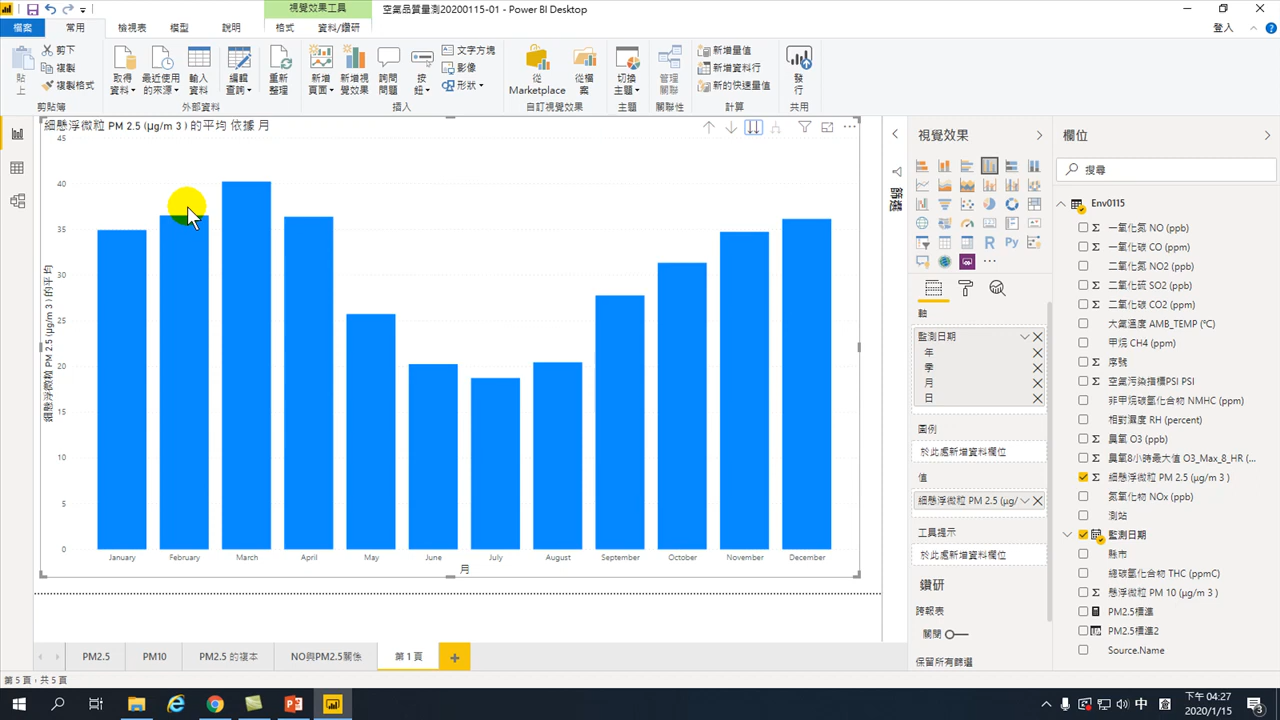 空氣品質量測20200115-01 - Power BI Desktop
視覺效果工具
檔案
常用
檢視表
模型
說明
格式
資料/鑽研
登入
貼上
剪下
複製
複製格式
剪貼簿
取得資料
最近使用的來源
輸入資料
編輯查詢
外部資料
重新整理
新增頁面
新增視覺效果
詢問問題
按鈕
文字方塊
影像
形狀
插入
從 Marketplace
從檔案
自訂視覺效果
切換主題
主題
管理關聯
關聯性
新增量值
新增資料行
新的快速量值
計算
發行
共用
細懸浮微粒 PM 2.5 (μg/m 3 ) 的平均 依據 月
45
40
35
30
25
20
15
10
5
0
細懸浮微粒 PM 2.5 (μg/m 3 ) 的平均
January
February
March
April
May
June
July
August
September
October
November
December
月
篩選
視覺效果
R
Py
軸
監測日期
年
季
月
日
圖例
於此處新增資料欄位
值
細懸浮微粒 PM 2.5 (μg/
工具提示
於此處新增資料欄位
鑽研
跨報表
關閉
保留所有篩選
欄位
搜尋
Env0115
一氧化氮 NO (ppb)
一氧化碳 CO (ppm)
二氧化氮 NO2 (ppb)
二氧化硫 SO2 (ppb)
二氧化碳 CO2 (ppm)
大氣溫度 AMB_TEMP (℃)
甲烷 CH4 (ppm)
序號
空氣污染指標PSI PSI
非甲烷碳氫化合物 NMHC (ppm)
相對濕度 RH (percent)
臭氧 O3 (ppb)
臭氧8小時最大值 O3_Max_8_HR (...
細懸浮微粒 PM 2.5 (μg/m 3 )
氮氧化物 NOx (ppb)
測站
監測日期
縣市
總碳氫化合物 THC (ppmC)
懸浮微粒 PM 10 (μg/m 3 )
PM2.5標準
PM2.5標準2
Source.Name
PM2.5
PM10
PM2.5 的複本
NO與PM2.5關係
第 1 頁
第 5 頁，共 5 頁
中
下午 04:27
2020/1/15
3